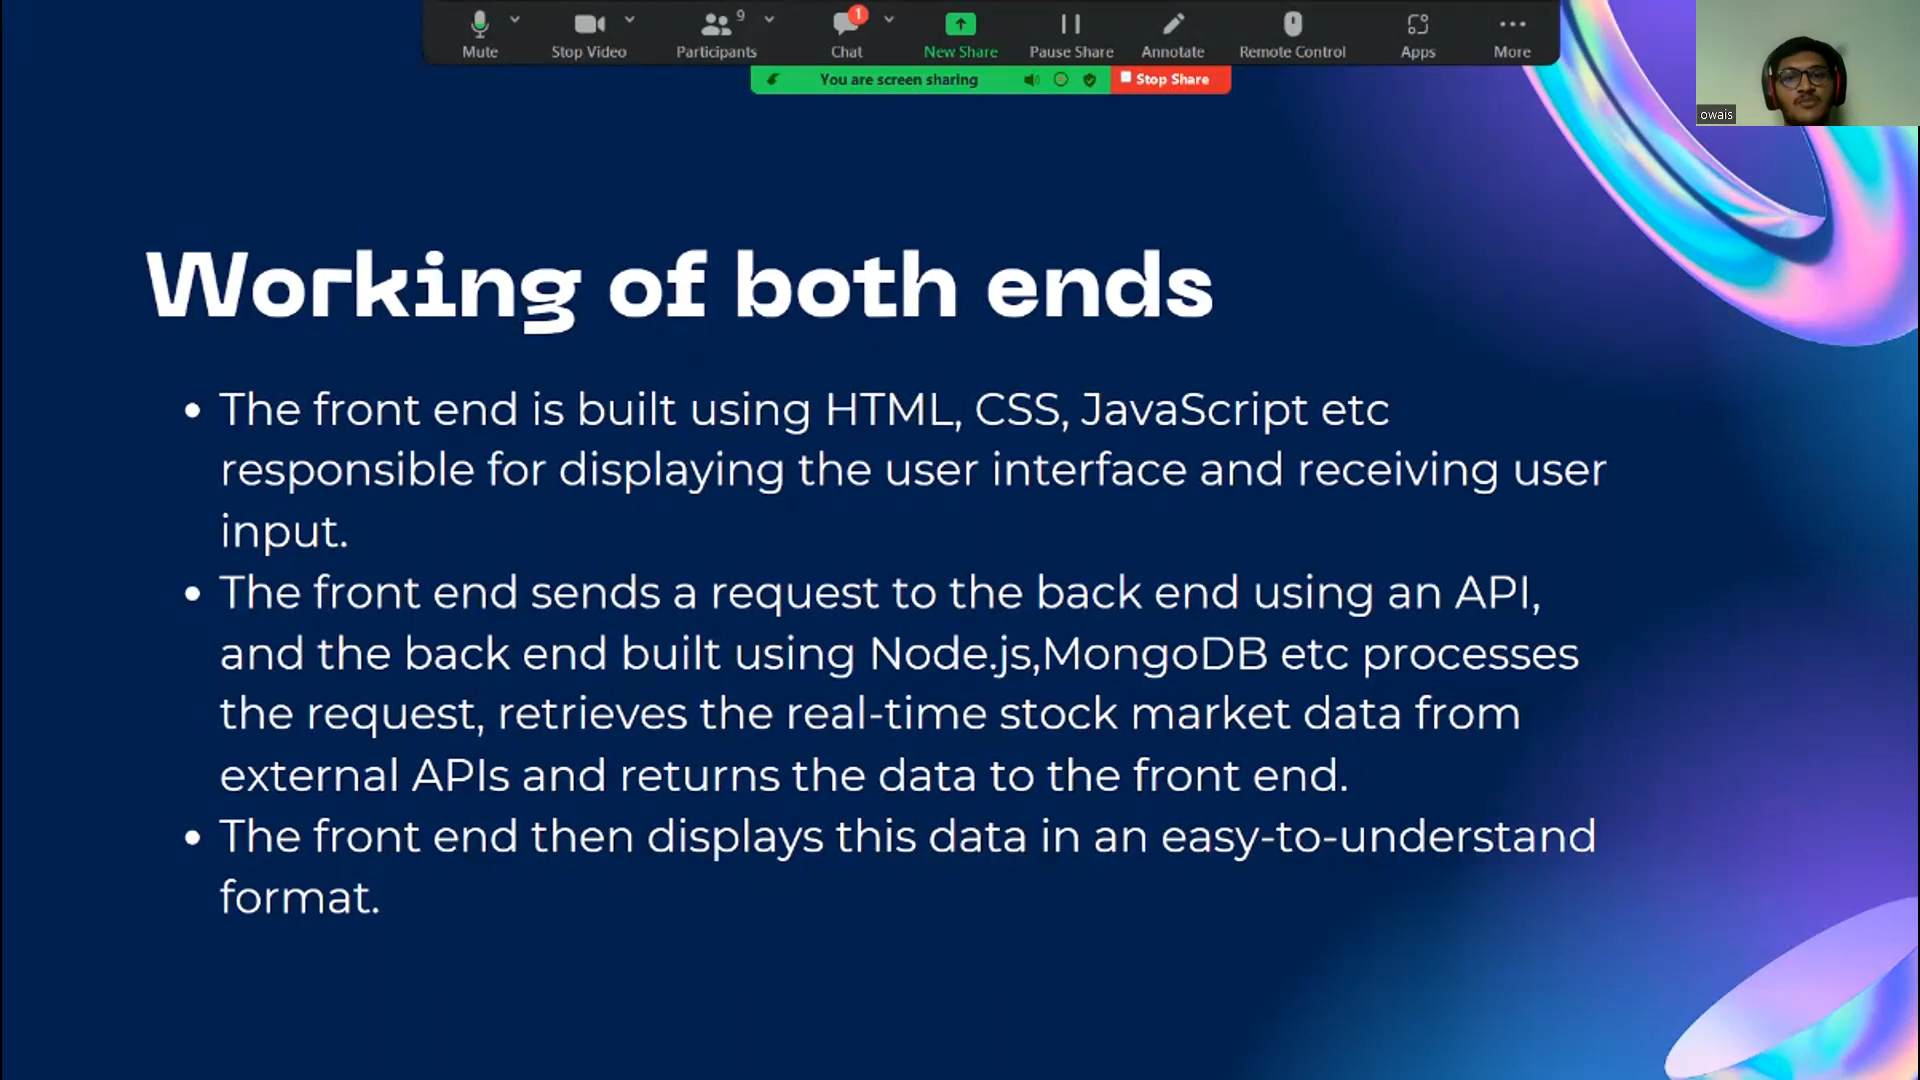 Mute
Stop Video
Participants
9
Chat
1
New Share
Pause Share
Annotate
Remote Control
Apps
More
You are screen sharing
Stop Share
owais
Working of both ends
• The front end is built using HTML, CSS, JavaScript etc
responsible for displaying the user interface and receiving user
input.
• The front end sends a request to the back end using an API,
and the back end built using Node.js,MongoDB etc processes
the request, retrieves the real-time stock market data from
external APIs and returns the data to the front end.
• The front end then displays this data in an easy-to-understand
format.